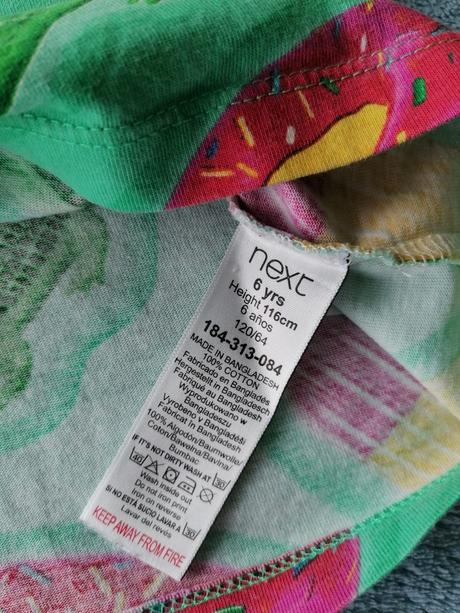 next
6 yrs
Height 116cm
6 años
120/64
184-313-084
MADE IN BANGLADESH
100% COTTON
Fabricado en Banglades
Hergestellt in Bangladesch
Fabriqué au Bangladesh
Wyprodukowano w
Bangladeszu
Vyrobeno v Bangladéši
Fabricat în Bangladesh
100% Algodón/Baumwolle/
Coton/Bawełna/Bavlna/
Bumbac
IF IT'S NOT DIRTY WASH AT 30
40
Wash inside out
Do not iron print
Iron on reverse
SI NO ESTÁ SUCIO LAVAR A 30
Lavar del revés
KEEP AWAY FROM FIRE